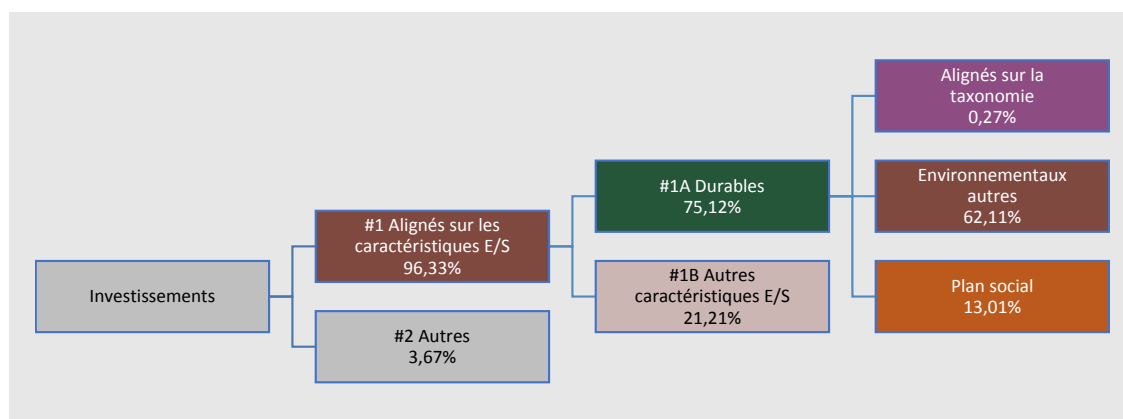 Investissements
#1 Alignés sur les
caractéristiques E/S
96,33%
#2 Autres
3,67%
#1A Durables
75,12%
#1B Autres
caractéristiques E/S
21,21%
Alignés sur la
taxonomie
0,27%
Environnementaux
autres
62,11%
Plan social
13,01%